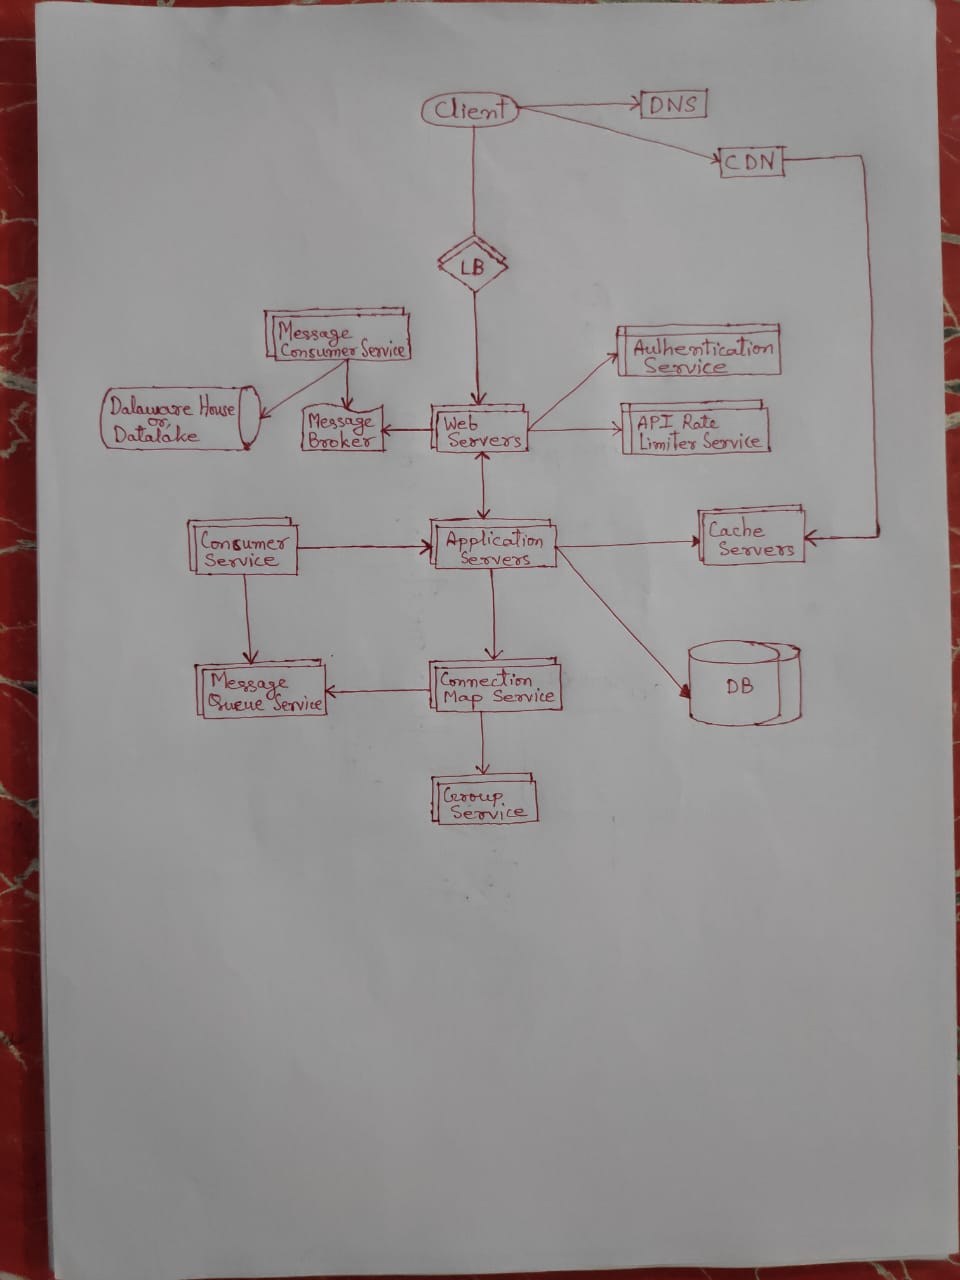 Client
DNS
CDN
LB
Message
Consumer Service
Authentication
Service
Dalaware House
or
Datalake
Message
Broker
Web
Servers
API Rate
Limiter Service
Consumer
Service
Application
Servers
Cache
Servers
Message
Queue Service
Connection
Map Service
DB
Group
Service